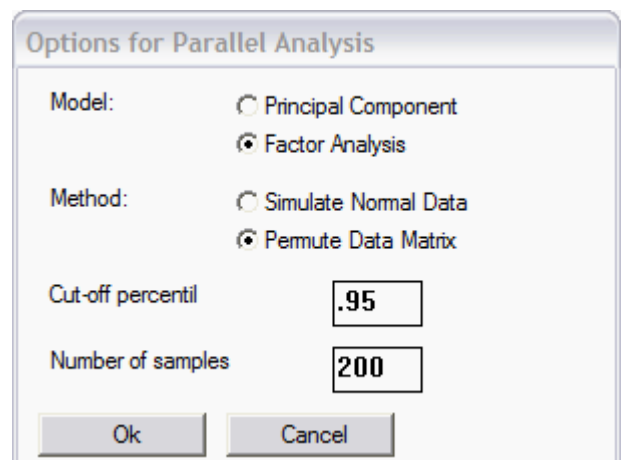 Options for Parallel Analysis
Model: Principal Component
Factor Analysis
Method: Simulate Normal Data
Permute Data Matrix
Cut-off percentil .95
Number of samples 200
Ok Cancel